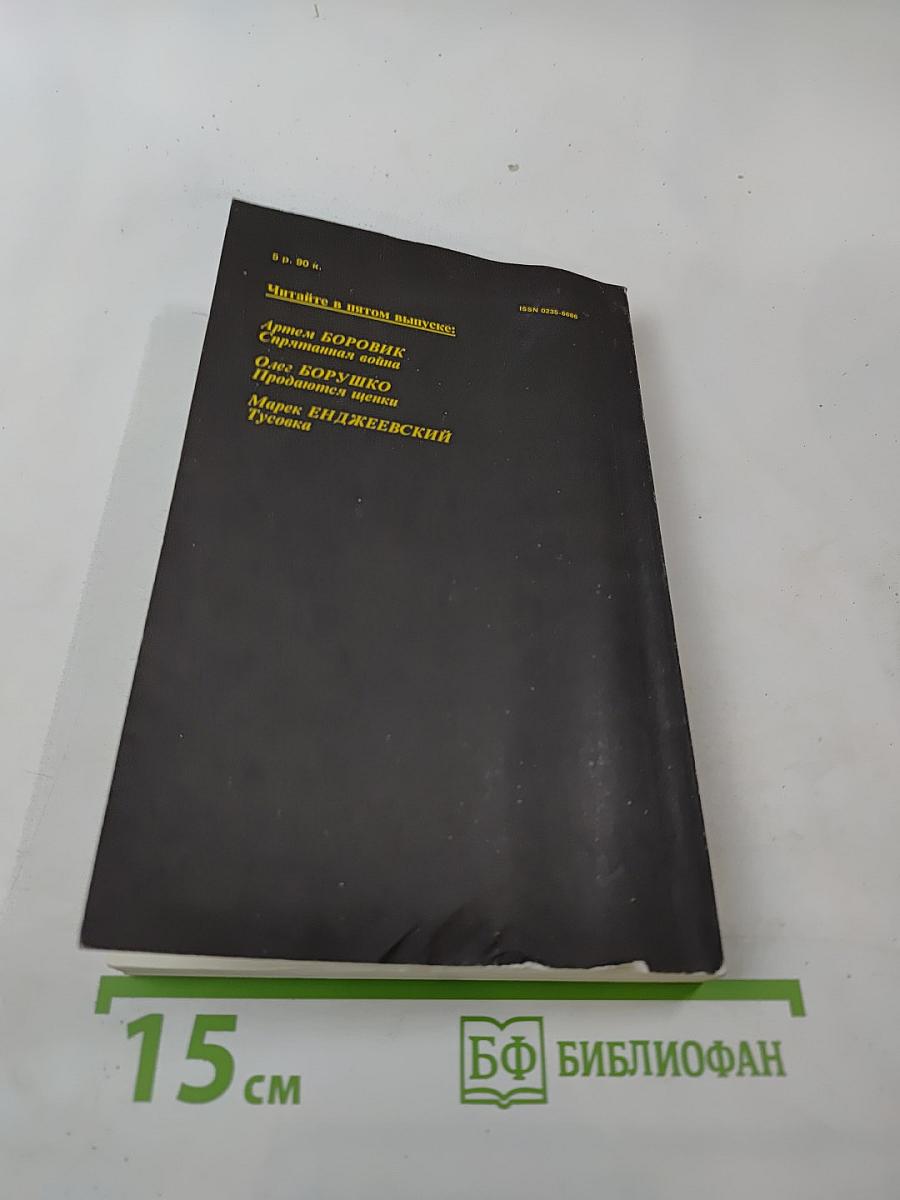 5 р. 90 к.
ISSN 0235-6686
Читайте в пятом выпуске:
Артем БОРОВИК
Спрятанная война
Олег БОРУШКО
Продаются щенки
Марек ЕНДЖЕЕВСКИЙ
Тусовка
15 см
БФ БИБЛИОФАН